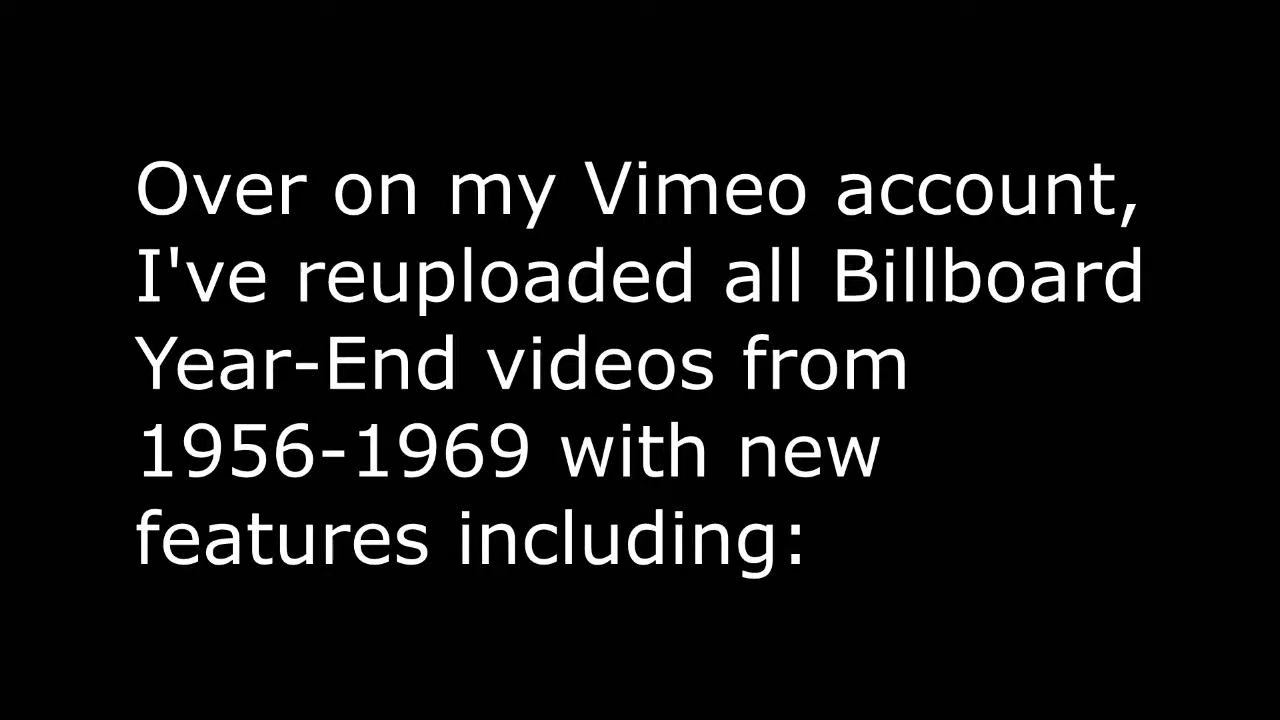 Over on my Vimeo account,
I've reuploaded all Billboard
Year-End videos from
1956-1969 with new
features including: